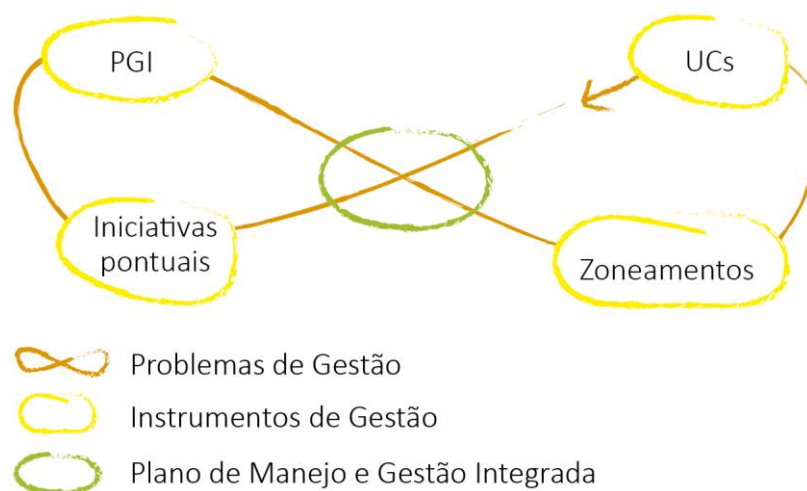 PGI
UCs
Iniciativas
pontuais
Zoneamentos
Problemas de Gestão
Instrumentos de Gestão
Plano de Manejo e Gestão Integrada